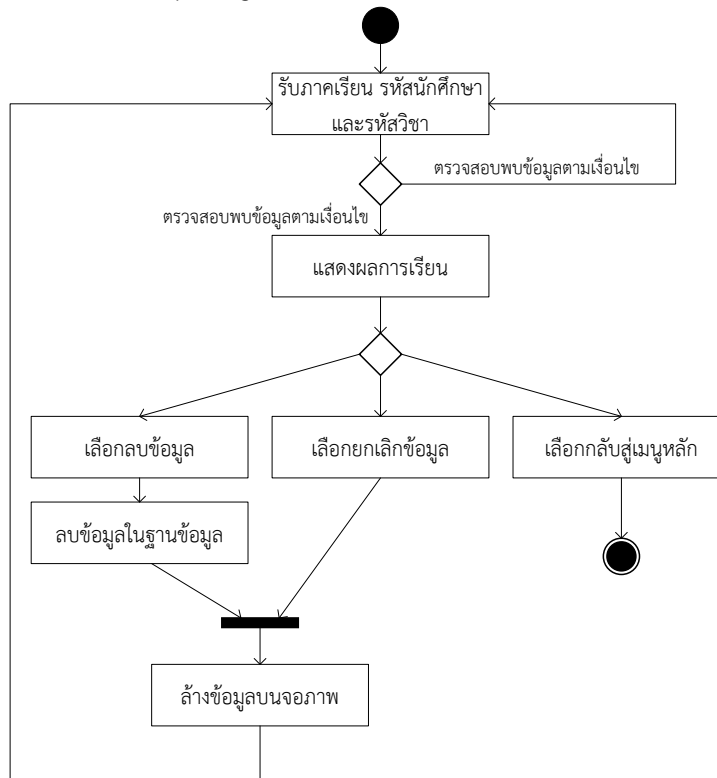 รับภาคเรียน รหัสนักศึกษา
และรหัสวิชา
ตรวจสอบพบข้อมูลตามเงื่อนไข
ตรวจสอบพบข้อมูลตามเงื่อนไข
แสดงผลการเรียน
เลือกลบข้อมูล
เลือกยกเลิกข้อมูล
เลือกกลับสู่เมนูหลัก
ลบข้อมูลในฐานข้อมูล
ล้างข้อมูลบนจอภาพ